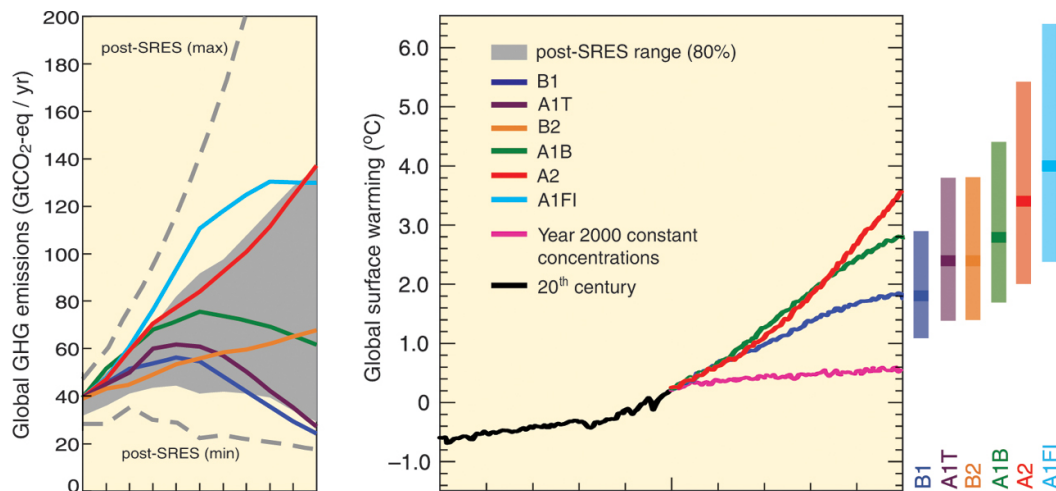 Global GHG emissions (GtCO2-eq / yr)
200
180
160
140
120
100
80
60
40
20
0
post-SRES (max)
post-SRES (min)
Global surface warming (°C)
6.0
5.0
4.0
3.0
2.0
1.0
0
−1.0
post-SRES range (80%)
B1
A1T
B2
A1B
A2
A1FI
Year 2000 constant
concentrations
20th century
B1
A1T
B2
A1B
A2
A1FI